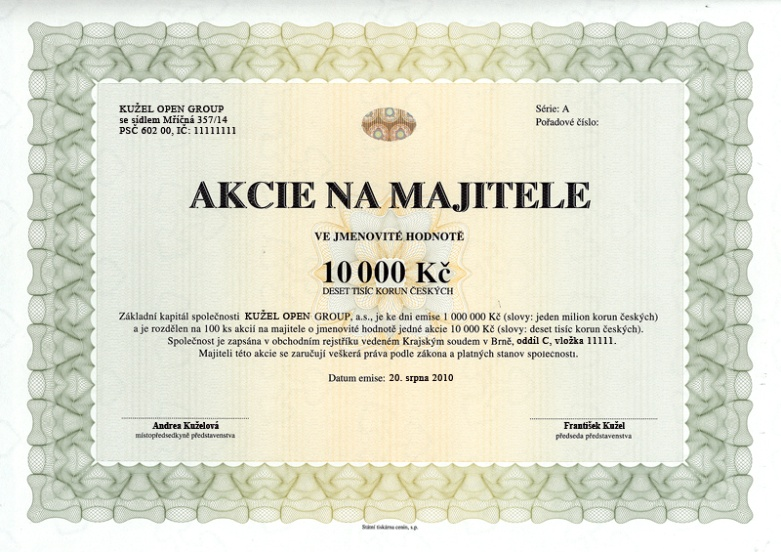 KUŽEL OPEN GROUP
se sídlem Mříčná 357/14
PSČ 602 00, IČ: 11111111
Série: A
Pořadové číslo:
AKCIE NA MAJITELE
VE JMENOVITÉ HODNOTĚ
10 000 Kč
DESET TISÍC KORUN ČESKÝCH
Základní kapitál společnosti KUŽEL OPEN GROUP, a.s., je ke dni emise 1 000 000 Kč (slovy: jeden milion korun českých)
a je rozdělen na 100 ks akcií na majitele o jmenovité hodnotě jedné akcie 10 000 Kč (slovy: deset tisíc korun českých).
Společnost je zapsána v obchodním rejstříku vedeném Krajským soudem v Brně, oddíl C, vložka 11111.
Majiteli této akcie se zaručují veškerá práva podle zákona a platných stanov společnosti.
Datum emise: 20. srpna 2010
Andrea Kuželová
místopředsedkyně představenstva
František Kužel
předseda představenstva
Státní tiskárna cenin, s.p.